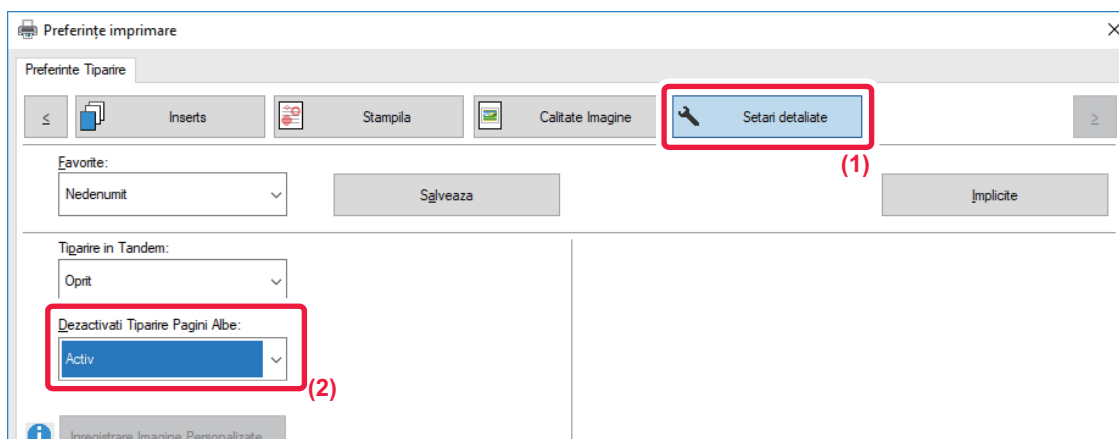 Preferințe imprimare
Preferinte Tiparire
< Inserts Stampila Calitate Imagine Setari detaliate >
(1)
Favorite:
Nedenumit Salveaza Implicite
Tiparire in Tandem:
Oprit
Dezactivati Tiparire Pagini Albe:
Activ
(2)
Inregistrare Imagine Personalizate